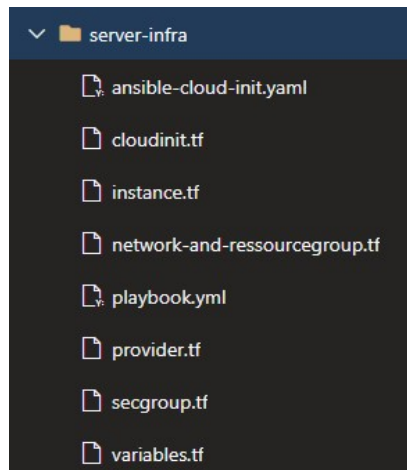 server-infra
ansible-cloud-init.yaml
cloudinit.tf
instance.tf
network-and-ressourcegroup.tf
playbook.yml
provider.tf
secgroup.tf
variables.tf